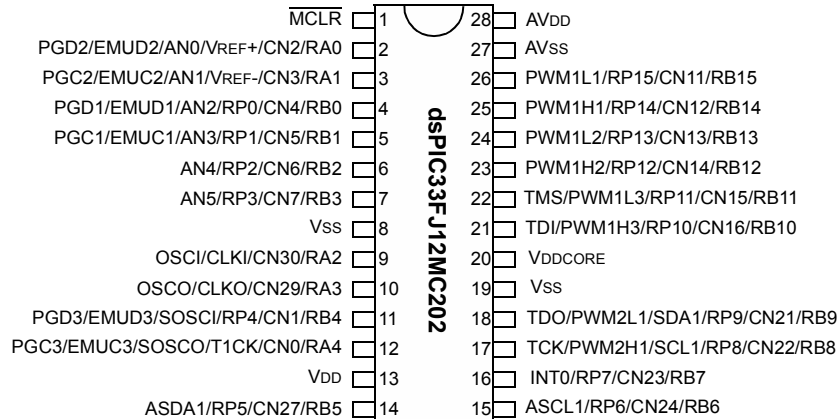 MCLR 1 28 AVDD
PGD2/EMUD2/AN0/VREF+/CN2/RA0 2 27 AVSS
PGC2/EMUC2/AN1/VREF-/CN3/RA1 3 26 PWM1L1/RP15/CN11/RB15
PGD1/EMUD1/AN2/RP0/CN4/RB0 4 25 PWM1H1/RP14/CN12/RB14
PGC1/EMUC1/AN3/RP1/CN5/RB1 5 24 PWM1L2/RP13/CN13/RB13
AN4/RP2/CN6/RB2 6 23 PWM1H2/RP12/CN14/RB12
AN5/RP3/CN7/RB3 7 22 TMS/PWM1L3/RP11/CN15/RB11
VSS 8 21 TDI/PWM1H3/RP10/CN16/RB10
OSCI/CLKI/CN30/RA2 9 20 VDDCORE
OSCO/CLKO/CN29/RA3 10 19 VSS
PGD3/EMUD3/SOSCI/RP4/CN1/RB4 11 18 TDO/PWM2L1/SDA1/RP9/CN21/RB9
PGC3/EMUC3/SOSCO/T1CK/CN0/RA4 12 17 TCK/PWM2H1/SCL1/RP8/CN22/RB8
VDD 13 16 INT0/RP7/CN23/RB7
ASDA1/RP5/CN27/RB5 14 15 ASCL1/RP6/CN24/RB6
dsPIC33FJ12MC202